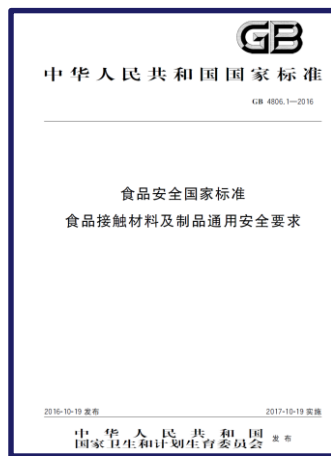 GB
中华人民共和国国家标准
GB 4806.1—2016
食品安全国家标准
食品接触材料及制品通用安全要求
2016-10-19 发布
2017-10-19 实施
中华人民共和国
国家卫生和计划生育委员会 发布